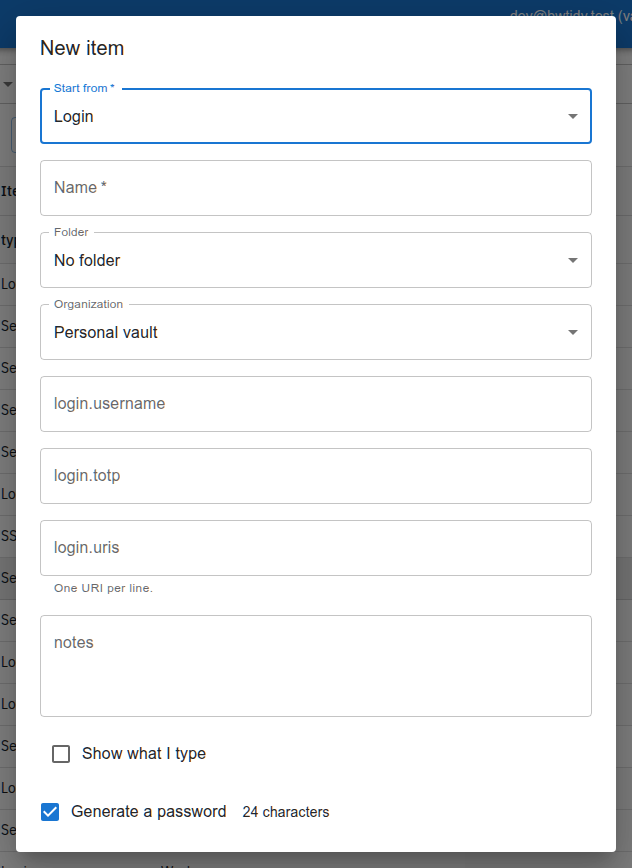 New item
Start from *
Login
Name *
Folder
No folder
Organization
Personal vault
login.username
login.totp
login.uris
One URI per line.
notes
Show what I type
Generate a password 24 characters